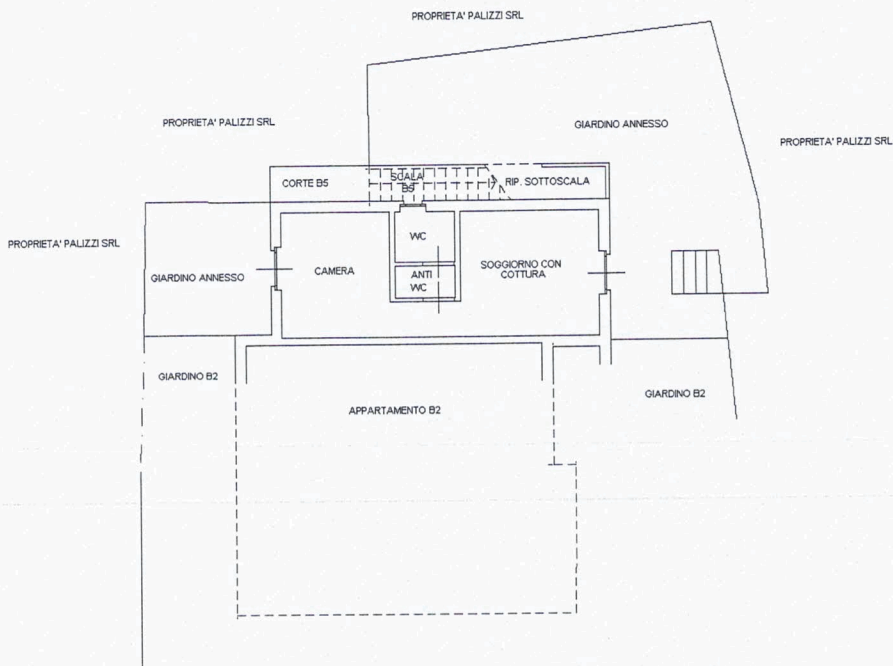 PROPRIETA' PALIZZI SRL
PROPRIETA' PALIZZI SRL
GIARDINO ANNESSO
PROPRIETA' PALIZZI SRL
CORTE B5
SCALA
B5
RIP. SOTTOSCALA
PROPRIETA' PALIZZI SRL
GIARDINO ANNESSO
CAMERA
WC
ANTI
WC
SOGGIORNO CON
COTTURA
GIARDINO B2
APPARTAMENTO B2
GIARDINO B2